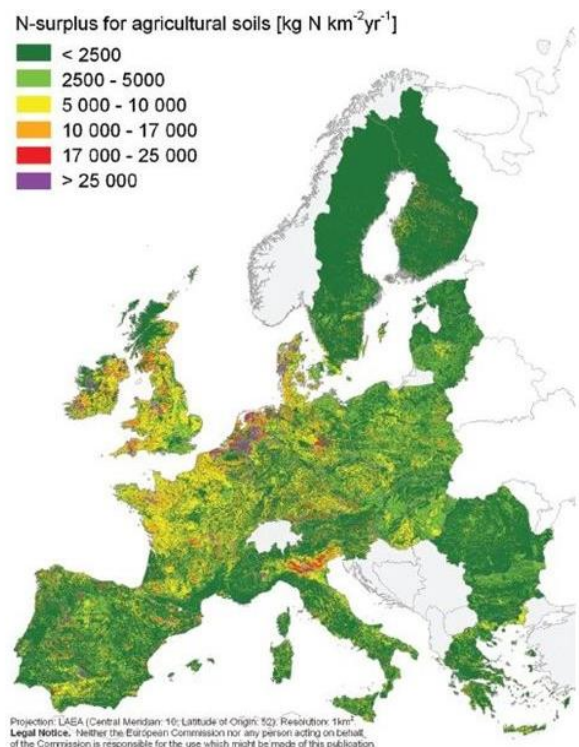 N-surplus for agricultural soils [kg N km⁻²yr⁻¹]
< 2500
2500 - 5000
5 000 - 10 000
10 000 - 17 000
17 000 - 25 000
> 25 000
Projection: LAEA (Central Meridian: 10; Latitude of Origin: 52). Resolution: 1km²
Legal Notice. Neither the European Commission nor any person acting on behalf
of the Commission is responsible for the use which might be made of this publication